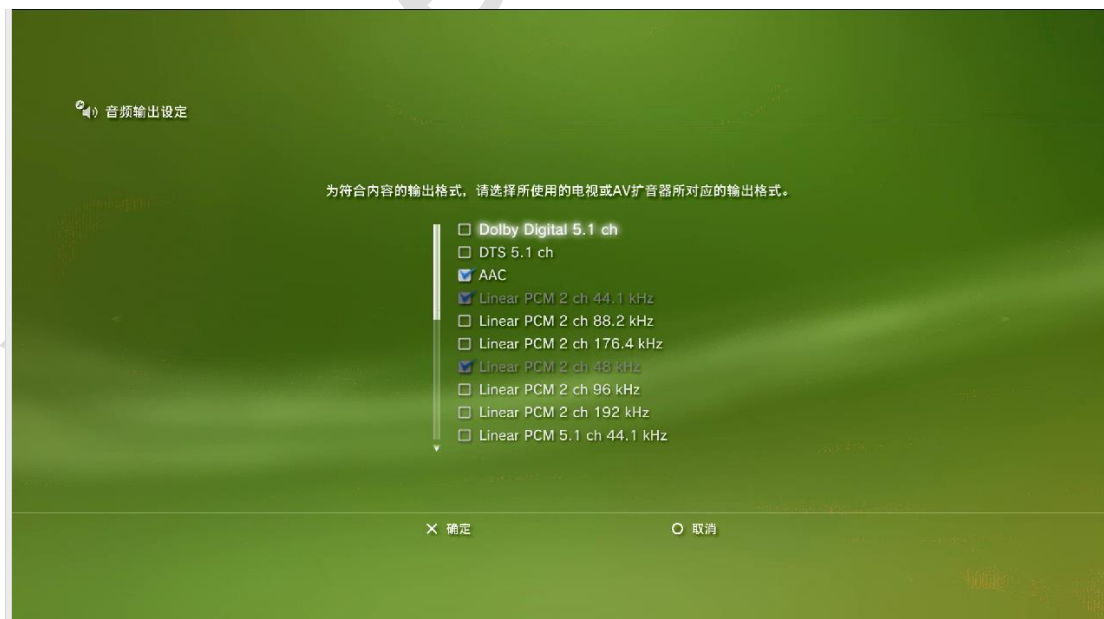 音频输出设定
为符合内容的输出格式，请选择所使用的电视或AV扩音器所对应的输出格式。
Dolby Digital 5.1 ch
DTS 5.1 ch
AAC
Linear PCM 2 ch 44.1 kHz
Linear PCM 2 ch 88.2 kHz
Linear PCM 2 ch 176.4 kHz
Linear PCM 2 ch 48 kHz
Linear PCM 2 ch 96 kHz
Linear PCM 2 ch 192 kHz
Linear PCM 5.1 ch 44.1 kHz
确定 取消